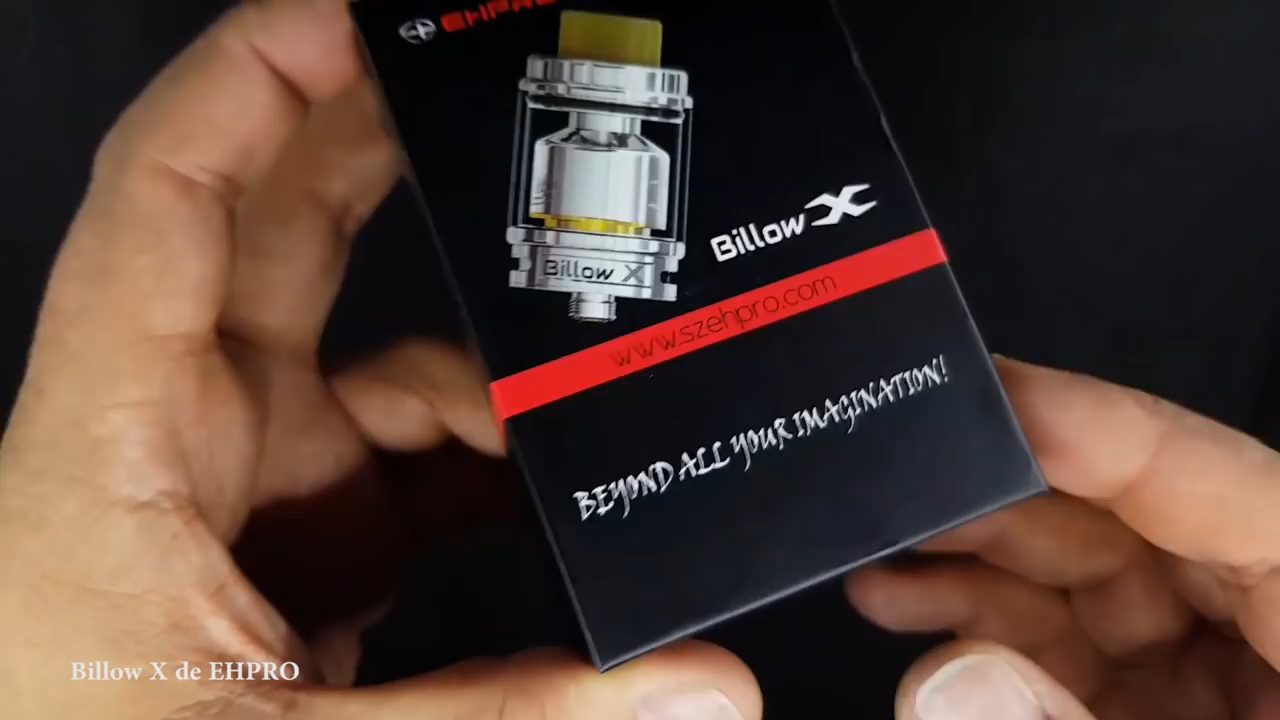 EHPRO
Billow X
Billow X
www.szehpro.com
BEYOND ALL YOUR IMAGINATION!
Billow X de EHPRO